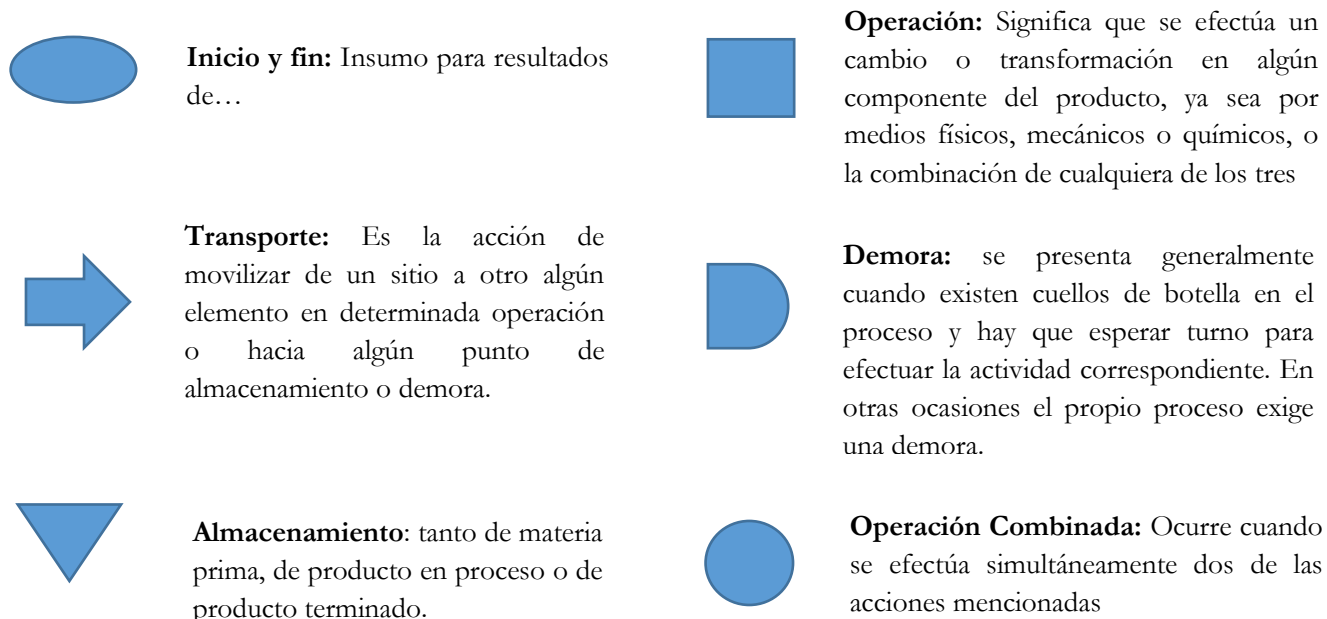 Inicio y fin: Insumo para resultados
de…
Operación: Significa que se efectúa un
cambio o transformación en algún
componente del producto, ya sea por
medios físicos, mecánicos o químicos, o
la combinación de cualquiera de los tres
Transporte: Es la acción de
movilizar de un sitio a otro algún
elemento en determinada operación
o hacia algún punto de
almacenamiento o demora.
Demora: se presenta generalmente
cuando existen cuellos de botella en el
proceso y hay que esperar turno para
efectuar la actividad correspondiente. En
otras ocasiones el propio proceso exige
una demora.
Almacenamiento: tanto de materia
prima, de producto en proceso o de
producto terminado.
Operación Combinada: Ocurre cuando
se efectúa simultáneamente dos de las
acciones mencionadas